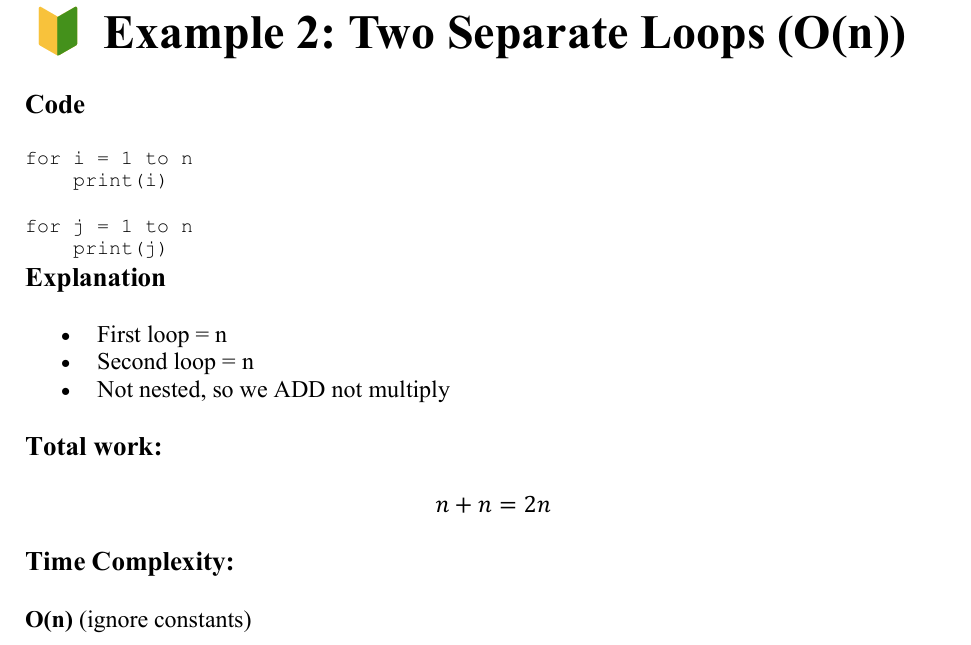 Example 2: Two Separate Loops (O(n))
Code
for i = 1 to n
    print(i)
for j = 1 to n
    print(j)
Explanation
• First loop = n
• Second loop = n
• Not nested, so we ADD not multiply
Total work:
n + n = 2n
Time Complexity:
O(n) (ignore constants)